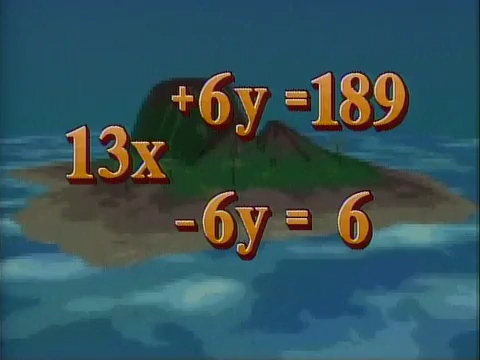 +6y =189
13x
-6y = 6